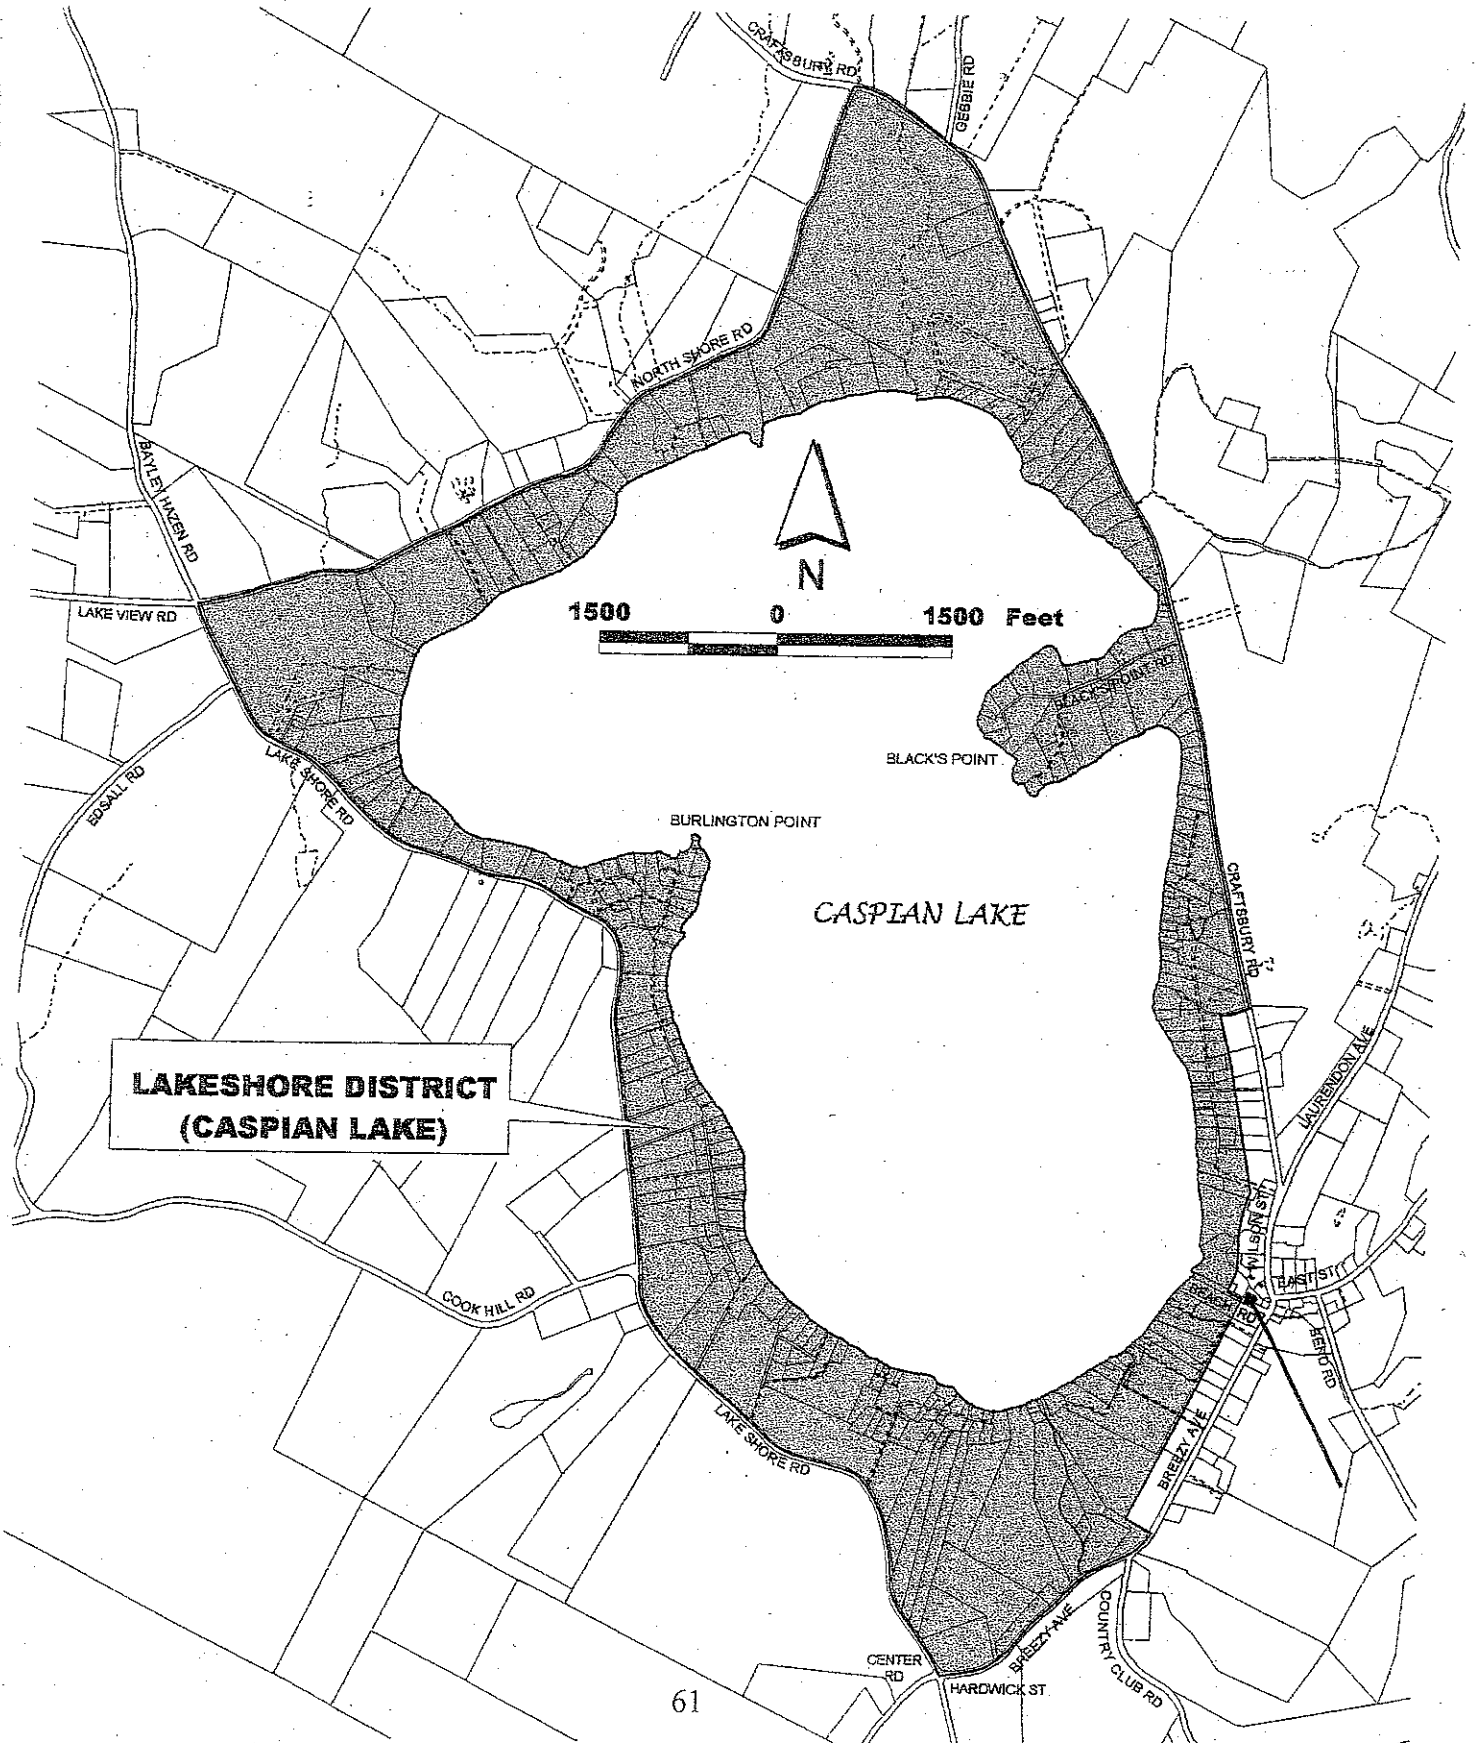 CRAFTSBURY RD
GEBBIE RD
NORTH SHORE RD
BAYLEY HAZEN RD
N
1500 0 1500 Feet
LAKE VIEW RD
BLACK'S POINT RD
BLACK'S POINT
LAKE SHORE RD
EDSALL RD
BURLINGTON POINT
CASPIAN LAKE
CRAFTSBURY RD
LAURENDON AVE
LAKESHORE DISTRICT
(CASPIAN LAKE)
WILSON ST
EAST ST
BEACH RD
COOK HILL RD
BEND RD
LAKE SHORE RD
BREEZY AVE
BREEZY AVE
COUNTRY CLUB RD
CENTER
RD
HARDWICK ST
61